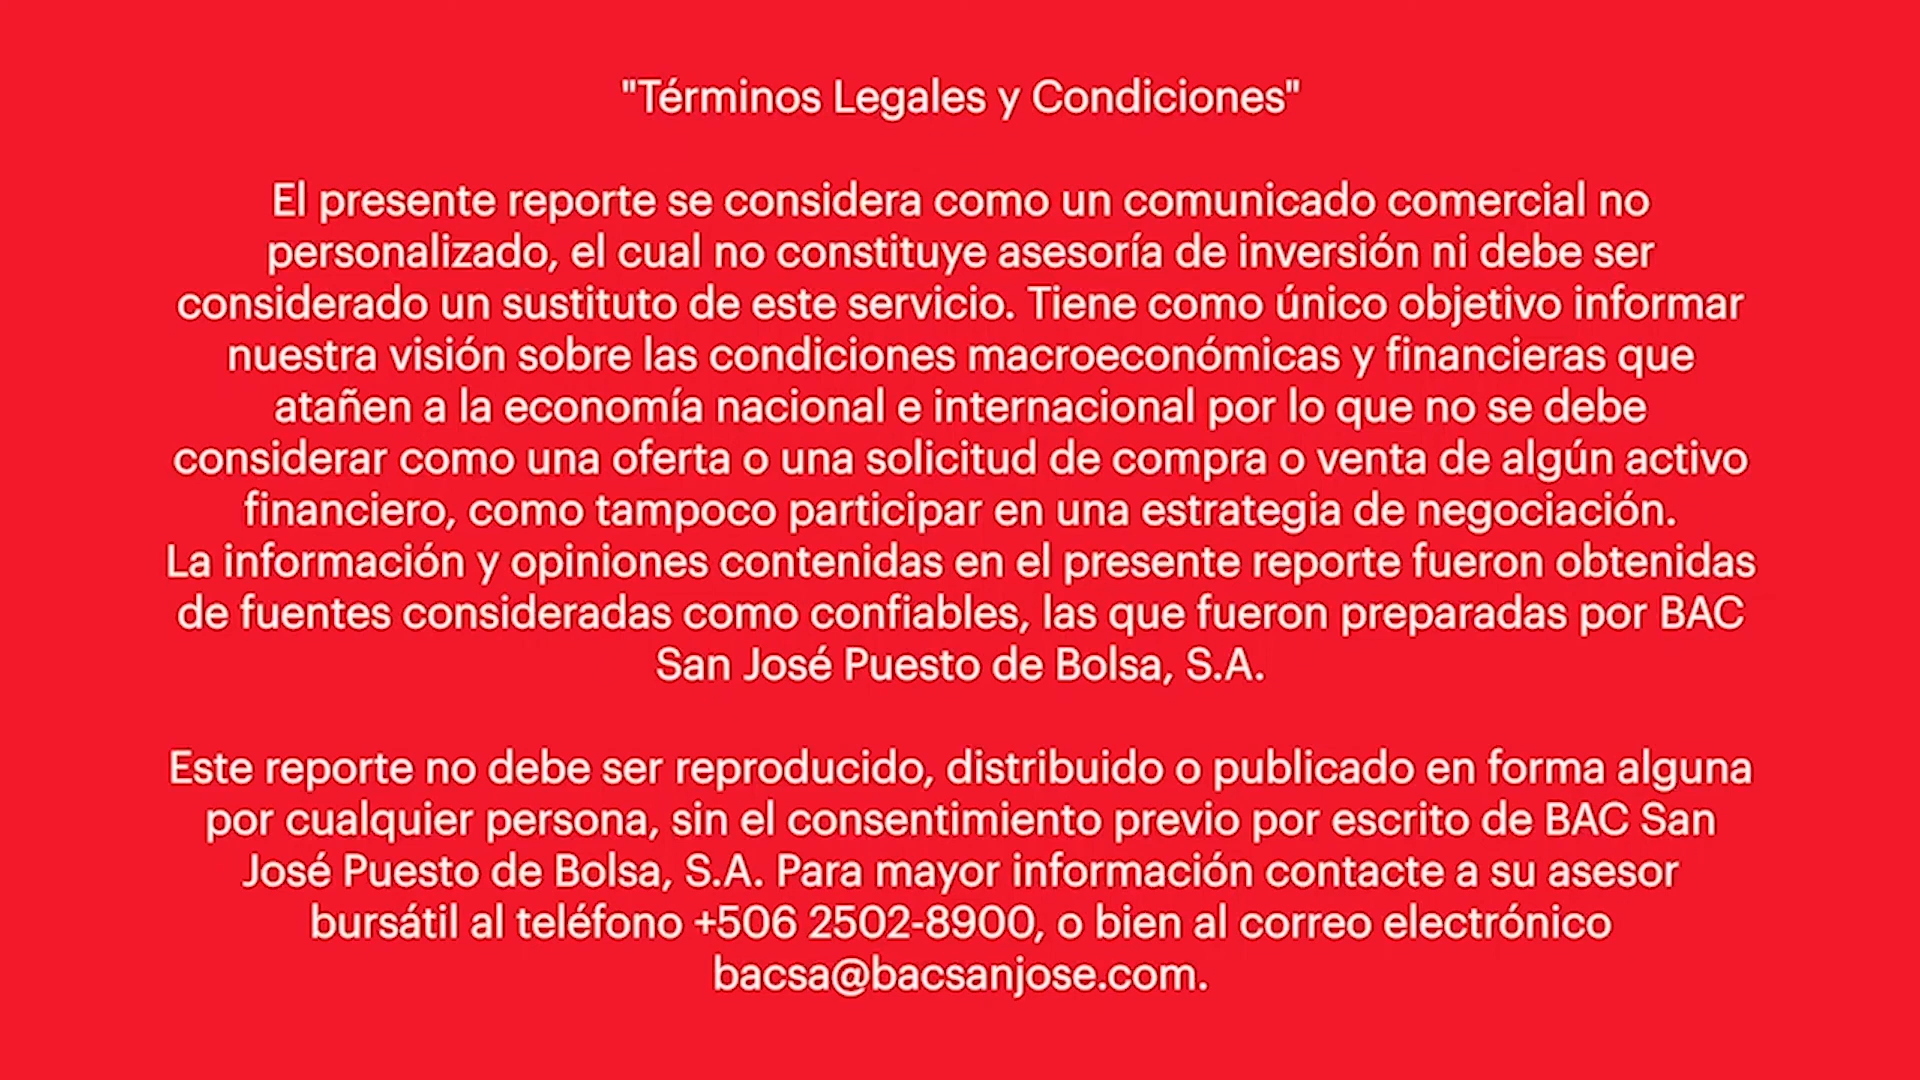 "Términos Legales y Condiciones"
El presente reporte se considera como un comunicado comercial no
personalizado, el cual no constituye asesoría de inversión ni debe ser
considerado un sustituto de este servicio. Tiene como único objetivo informar
nuestra visión sobre las condiciones macroeconómicas y financieras que
atañen a la economía nacional e internacional por lo que no se debe
considerar como una oferta o una solicitud de compra o venta de algún activo
financiero, como tampoco participar en una estrategia de negociación.
La información y opiniones contenidas en el presente reporte fueron obtenidas
de fuentes consideradas como confiables, las que fueron preparadas por BAC
San José Puesto de Bolsa, S.A.
Este reporte no debe ser reproducido, distribuido o publicado en forma alguna
por cualquier persona, sin el consentimiento previo por escrito de BAC San
José Puesto de Bolsa, S.A. Para mayor información contacte a su asesor
bursátil al teléfono +506 2502-8900, o bien al correo electrónico
bacsa@bacsanjose.com.